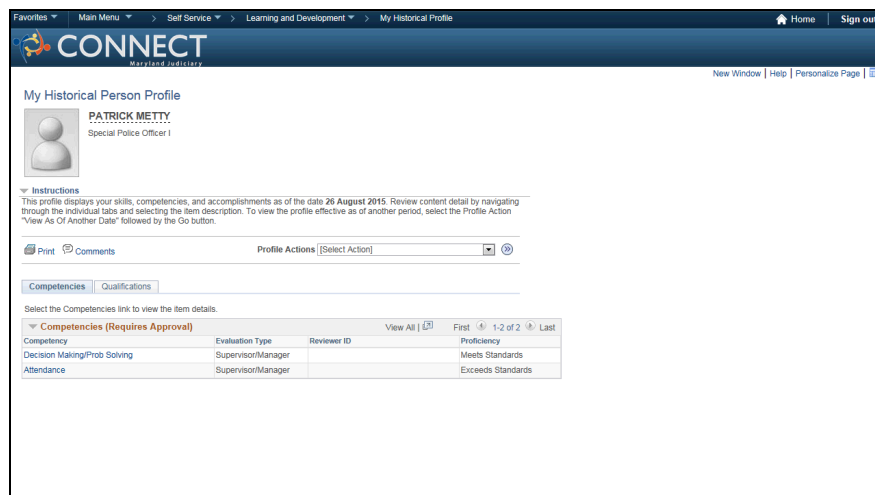 Favorites Main Menu > Self Service > Learning and Development > My Historical Profile Home Sign out
CONNECT
Maryland Judiciary
New Window | Help | Personalize Page |
My Historical Person Profile
PATRICK METTY
Special Police Officer I
Instructions
This profile displays your skills, competencies, and accomplishments as of the date 26 August 2015. Review content detail by navigating
through the individual tabs and selecting the item description. To view the profile effective as of another period, select the Profile Action
"View As Of Another Date" followed by the Go button.
Print Comments Profile Actions [Select Action]
Competencies Qualifications
Select the Competencies link to view the item details.
Competencies (Requires Approval) View All | First 1-2 of 2 Last
Competency Evaluation Type Reviewer ID Proficiency
Decision Making/Prob Solving Supervisor/Manager Meets Standards
Attendance Supervisor/Manager Exceeds Standards